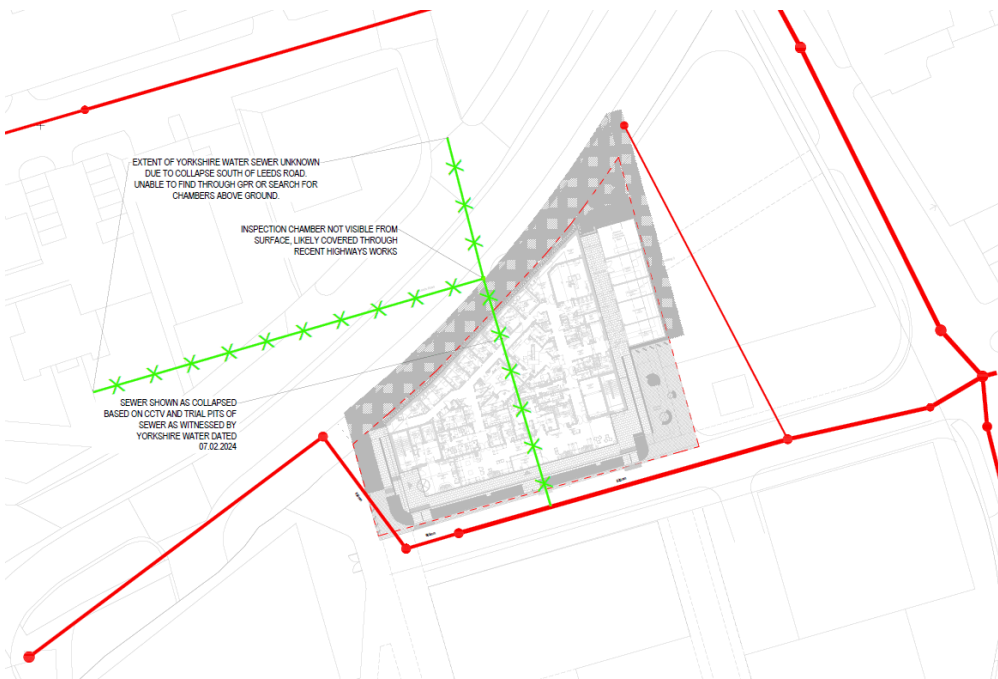 EXTENT OF YORKSHIRE WATER SEWER UNKNOWN
DUE TO COLLAPSE SOUTH OF LEEDS ROAD.
UNABLE TO FIND THROUGH GPR OR SEARCH FOR
CHAMBERS ABOVE GROUND.
INSPECTION CHAMBER NOT VISIBLE FROM
SURFACE, LIKELY COVERED THROUGH
RECENT HIGHWAYS WORKS
SEWER SHOWN AS COLLAPSED
BASED ON CCTV AND TRIAL PITS OF
SEWER AS WITNESSED BY
YORKSHIRE WATER DATED
07.02.2024